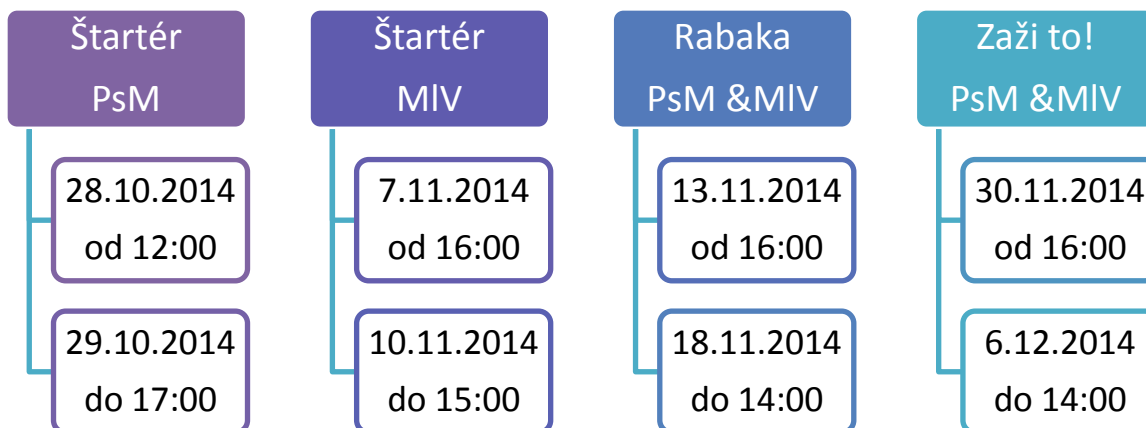 Štartér
PsM
28.10.2014
od 12:00
29.10.2014
do 17:00
Štartér
MlV
7.11.2014
od 16:00
10.11.2014
do 15:00
Rabaka
PsM &MlV
13.11.2014
od 16:00
18.11.2014
do 14:00
Zaži to!
PsM &MlV
30.11.2014
od 16:00
6.12.2014
do 14:00